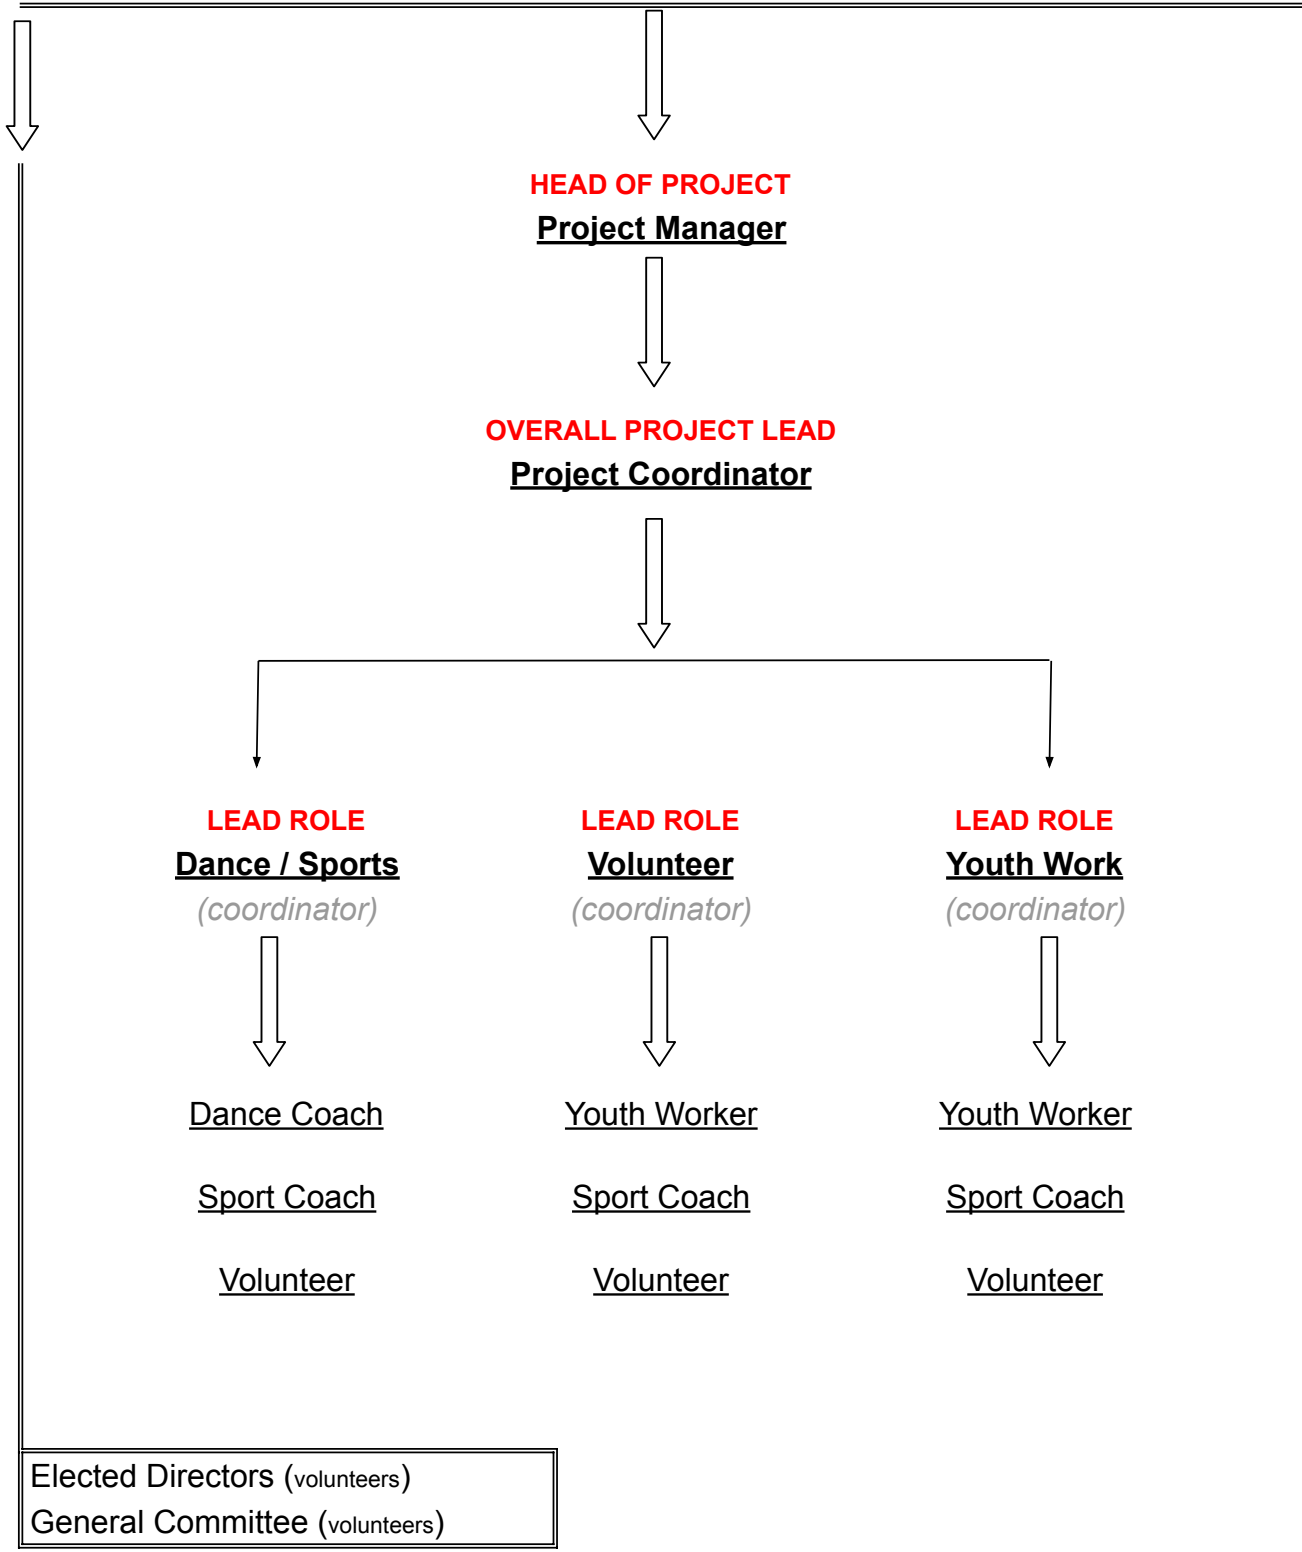 HEAD OF PROJECT
Project Manager
OVERALL PROJECT LEAD
Project Coordinator
LEAD ROLE
Dance / Sports
(coordinator)
LEAD ROLE
Volunteer
(coordinator)
LEAD ROLE
Youth Work
(coordinator)
Dance Coach
Sport Coach
Volunteer
Youth Worker
Sport Coach
Volunteer
Youth Worker
Sport Coach
Volunteer
Elected Directors (volunteers)
General Committee (volunteers)